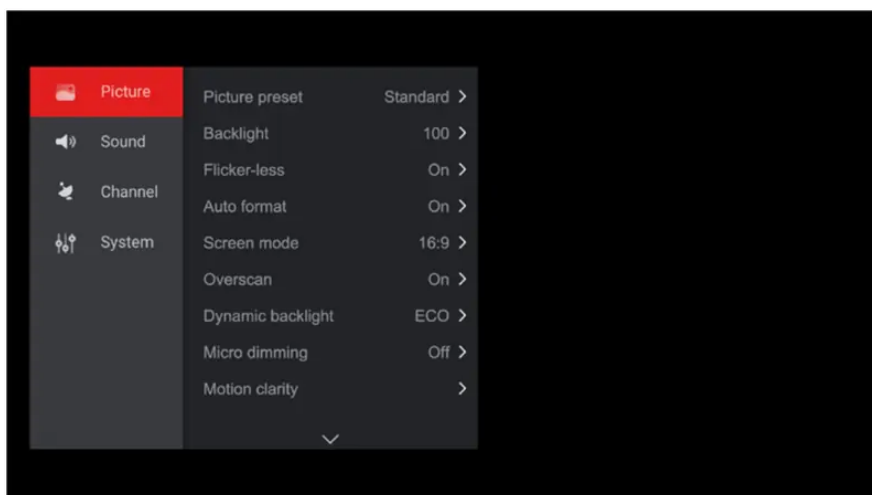 Picture
Sound
Channel
System
Picture preset Standard
Backlight 100
Flicker-less On
Auto format On
Screen mode 16:9
Overscan On
Dynamic backlight ECO
Micro dimming Off
Motion clarity